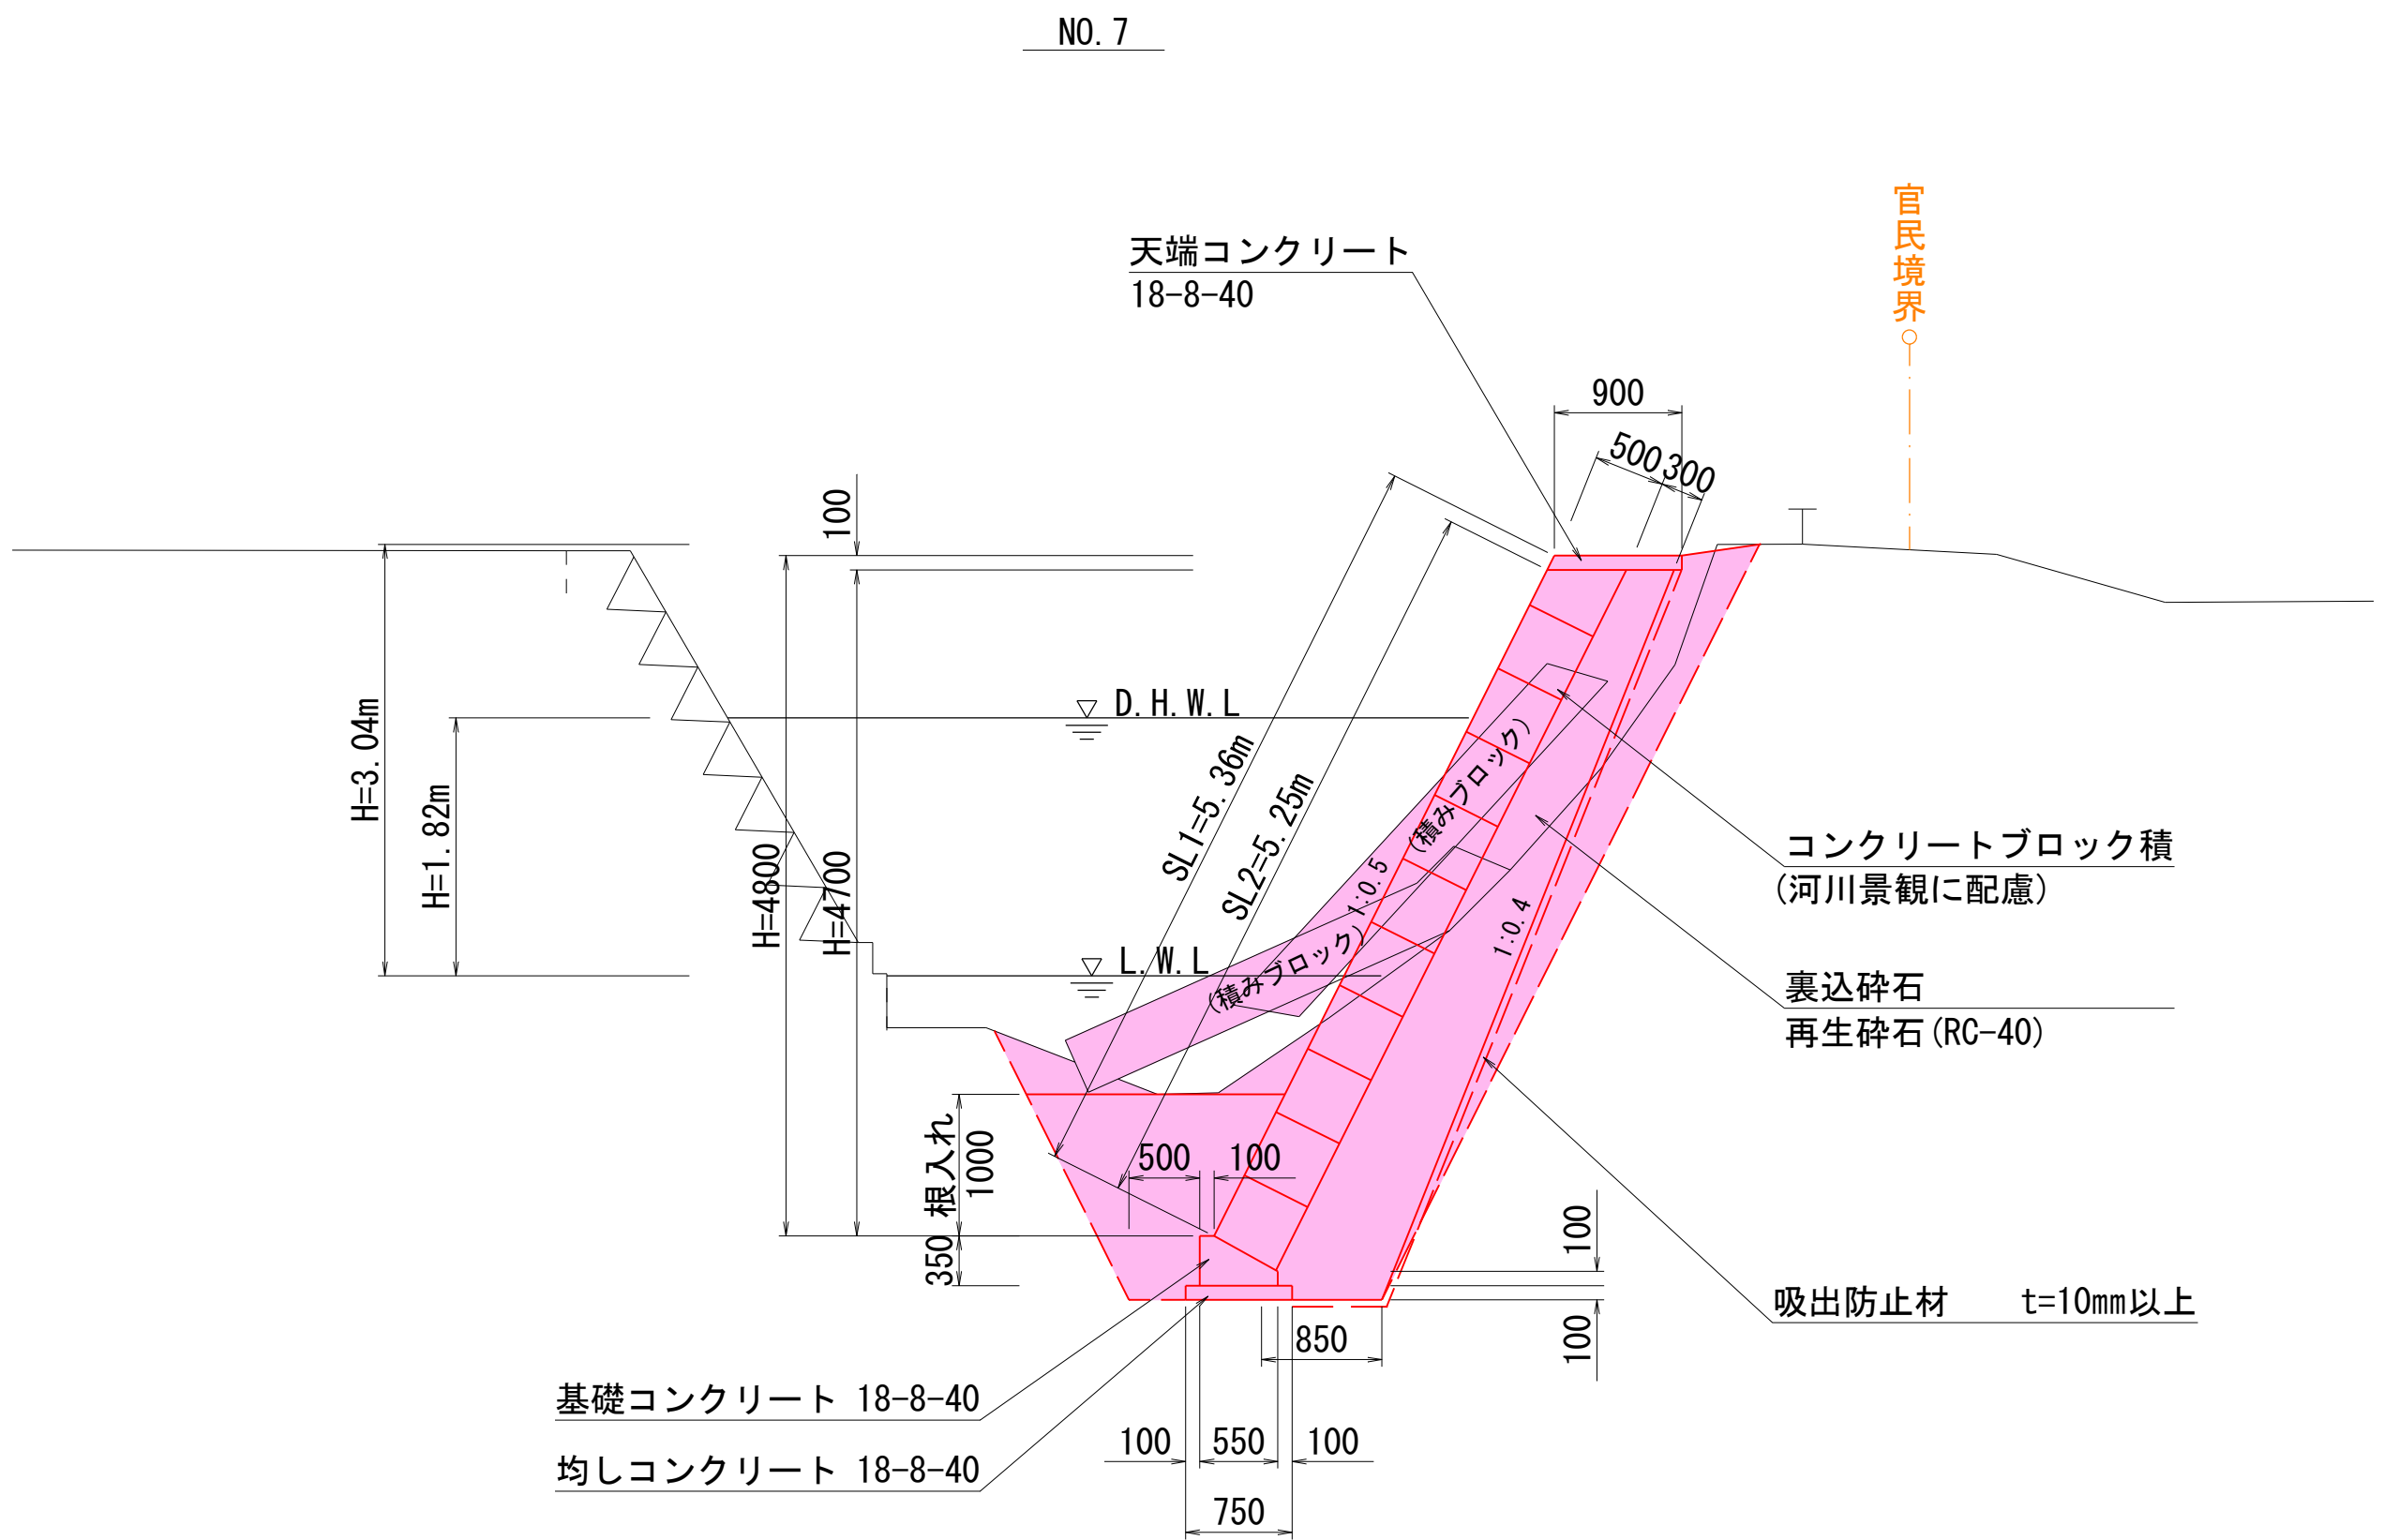 NO.7
官民境界
天端コンクリート
18-8-40
900
500
300
100
D.H.W.L
H=3.04m
H=1.82m
H=4800
H=4700
SL1=5.36m
SL2=5.25m
(積みブロック)
1:0.5
1:0.4
コンクリートブロック積
(河川景観に配慮)
L.W.L
(積みブロック)
裏込砕石
再生砕石(RC-40)
根入れ
1000
350
500
100
100
100
吸出防止材 t=10mm以上
850
基礎コンクリート 18-8-40
均しコンクリート 18-8-40
100
550
100
750